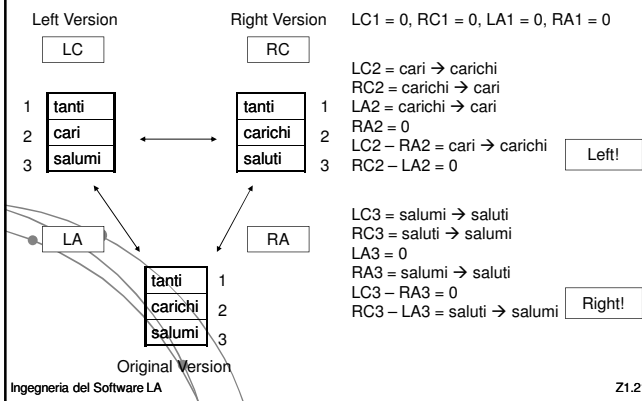 Left Version
LC
1 tanti
2 cari
3 salumi
Right Version
RC
tanti 1
carichi 2
saluti 3
LA
RA
tanti 1
carichi 2
salumi 3
Original Version
LC1 = 0, RC1 = 0, LA1 = 0, RA1 = 0
LC2 = cari → carichi
RC2 = carichi → cari
LA2 = carichi → cari
RA2 = 0
LC2 – RA2 = cari → carichi
RC2 – LA2 = 0
Left!
LC3 = salumi → saluti
RC3 = saluti → salumi
LA3 = 0
RA3 = salumi → saluti
LC3 – RA3 = 0
RC3 – LA3 = saluti → salumi
Right!
Ingegneria del Software LA
Z1.2